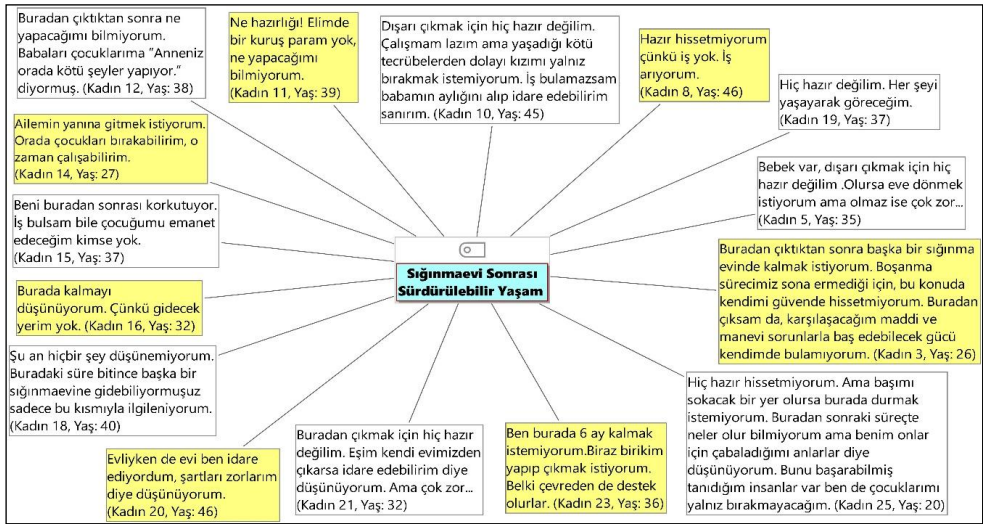 Buradan çıktıktan sonra ne
yapacağımı bilmiyorum.
Babaları çocuklarıma “Anneniz
orada kötü şeyler yapıyor.”
diyormuş. (Kadın 12, Yaş: 38)
Ne hazırlığı! Elimde
bir kuruş param yok,
ne yapacağımı
bilmiyorum.
(Kadın 11, Yaş: 39)
Dışarı çıkmak için hiç hazır değilim.
Çalışmam lazım ama yaşadığı kötü
tecrübelerden dolayı kızımı yalnız
bırakmak istemiyorum. İş bulamazsam
babamın aylığını alıp idare edebilirim
sanırım. (Kadın 10, Yaş: 45)
Hazır hissetmiyorum
çünkü iş yok. İş
arıyorum.
(Kadın 8, Yaş: 46)
Hiç hazır değilim. Her şeyi
yaşayarak göreceğim.
(Kadın 19, Yaş: 37)
Ailemin yanına gitmek istiyorum.
Orada çocukları bırakabilirim, o
zaman çalışabilirim.
(Kadın 14, Yaş: 27)
Bebek var, dışarı çıkmak için hiç
hazır değilim .Olursa eve dönmek
istiyorum ama olmaz ise çok zor...
(Kadın 5, Yaş: 35)
Beni buradan sonrası korkutuyor.
İş bulsam bile çocuğumu emanet
edeceğim kimse yok.
(Kadın 15, Yaş: 37)
Sığınmaevi Sonrası
Sürdürülebilir Yaşam
Buradan çıktıktan sonra başka bir sığınma
evinde kalmak istiyorum. Boşanma
sürecimiz sona ermediği için, bu konuda
kendimi güvende hissetmiyorum. Buradan
çıksam da, karşılaşacağım maddi ve
manevi sorunlarla baş edebilecek gücü
kendimde bulamıyorum. (Kadın 3, Yaş: 26)
Burada kalmayı
düşünüyorum. Çünkü gidecek
yerim yok. (Kadın 16, Yaş: 32)
Şu an hiçbir şey düşünemiyorum.
Buradaki süre bitince başka bir
sığınmaevine gidebiliyormuşuz
sadece bu kısmıyla ilgileniyorum.
(Kadın 18, Yaş: 40)
Hiç hazır hissetmiyorum. Ama başımı
sokacak bir yer olursa burada durmak
istemiyorum. Buradan sonraki süreçte
neler olur bilmiyorum ama benim onlar
için çabaladığımı anlarlar diye
düşünüyorum. Bunu başarabilmiş
tanıdığım insanlar var ben de çocuklarımı
yalnız bırakmayacağım. (Kadın 25, Yaş: 20)
Evliyken de evi ben idare
ediyordum, şartları zorlarım
diye düşünüyorum.
(Kadın 20, Yaş: 46)
Buradan çıkmak için hiç hazır
değilim. Eşim kendi evimizden
çıkarsa idare edebilirim diye
düşünüyorum. Ama çok zor...
(Kadın 21, Yaş: 32)
Ben burada 6 ay kalmak
istemiyorum.Biraz birikim
yapıp çıkmak istiyorum.
Belki çevreden de destek
olurlar. (Kadın 23, Yaş: 36)